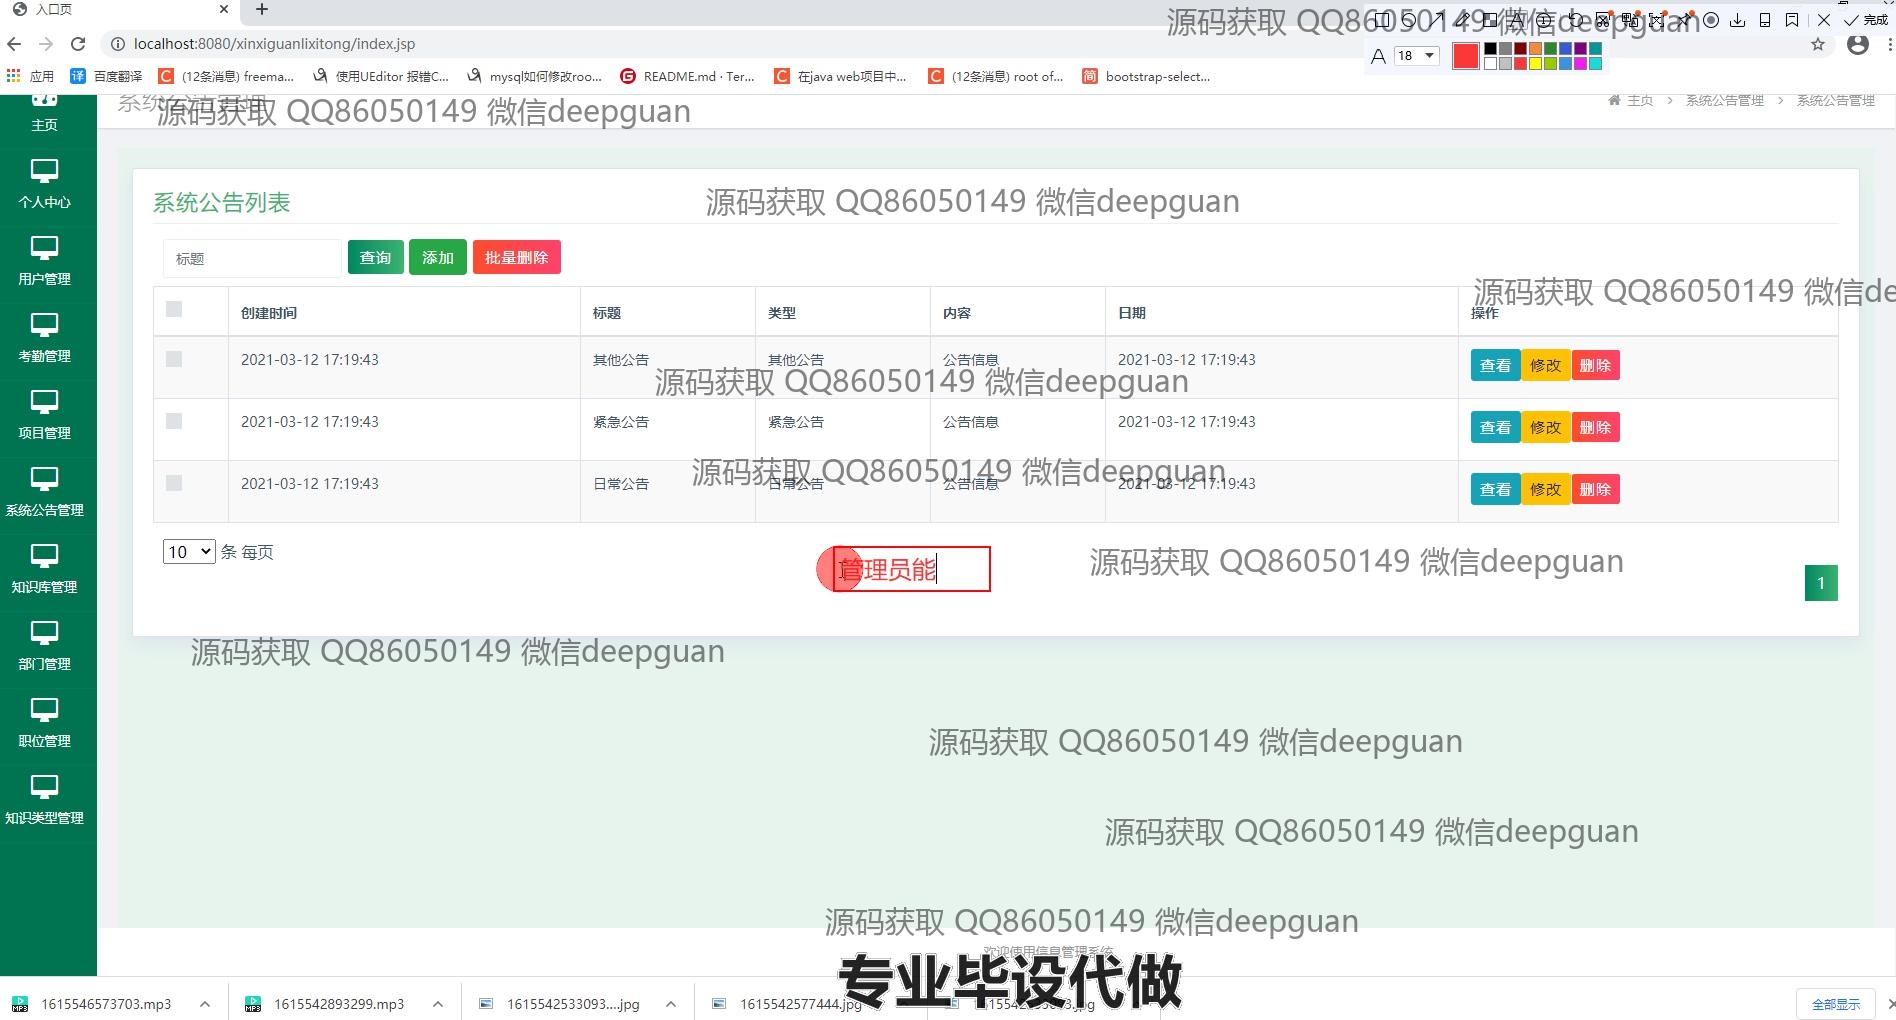 入口页
localhost:8080/xinxiguanlixitong/index.jsp
源码获取 QQ86050149 微信deepguan
完成
18
应用
百度翻译
(12条消息) freema...
使用UEditor 报错C...
mysql如何修改roo...
README.md · Ter...
在java web项目中...
(12条消息) root of...
bootstrap-select...
系统公告管理
源码获取 QQ86050149 微信deepguan
主页 > 系统公告管理 > 系统公告管理
主页
个人中心
用户管理
考勤管理
项目管理
系统公告管理
知识库管理
部门管理
职位管理
知识类型管理
系统公告列表
源码获取 QQ86050149 微信deepguan
标题 查询 添加 批量删除
源码获取 QQ86050149 微信de
创建时间 标题 类型 内容 日期 操作
2021-03-12 17:19:43 其他公告 其他公告 公告信息 2021-03-12 17:19:43 查看 修改 删除
源码获取 QQ86050149 微信deepguan
2021-03-12 17:19:43 紧急公告 紧急公告 公告信息 2021-03-12 17:19:43 查看 修改 删除
源码获取 QQ86050149 微信deepguan
2021-03-12 17:19:43 日常公告 日常公告 公告信息 2021-03-12 17:19:43 查看 修改 删除
10 条 每页
管理员能
源码获取 QQ86050149 微信deepguan
1
源码获取 QQ86050149 微信deepguan
源码获取 QQ86050149 微信deepguan
源码获取 QQ86050149 微信deepguan
源码获取 QQ86050149 微信deepguan
欢迎使用信息管理系统
专业毕设代做
1615546573703.mp3
1615542893299.mp3
1615542533093....jpg
1615542577444.jpg
全部显示